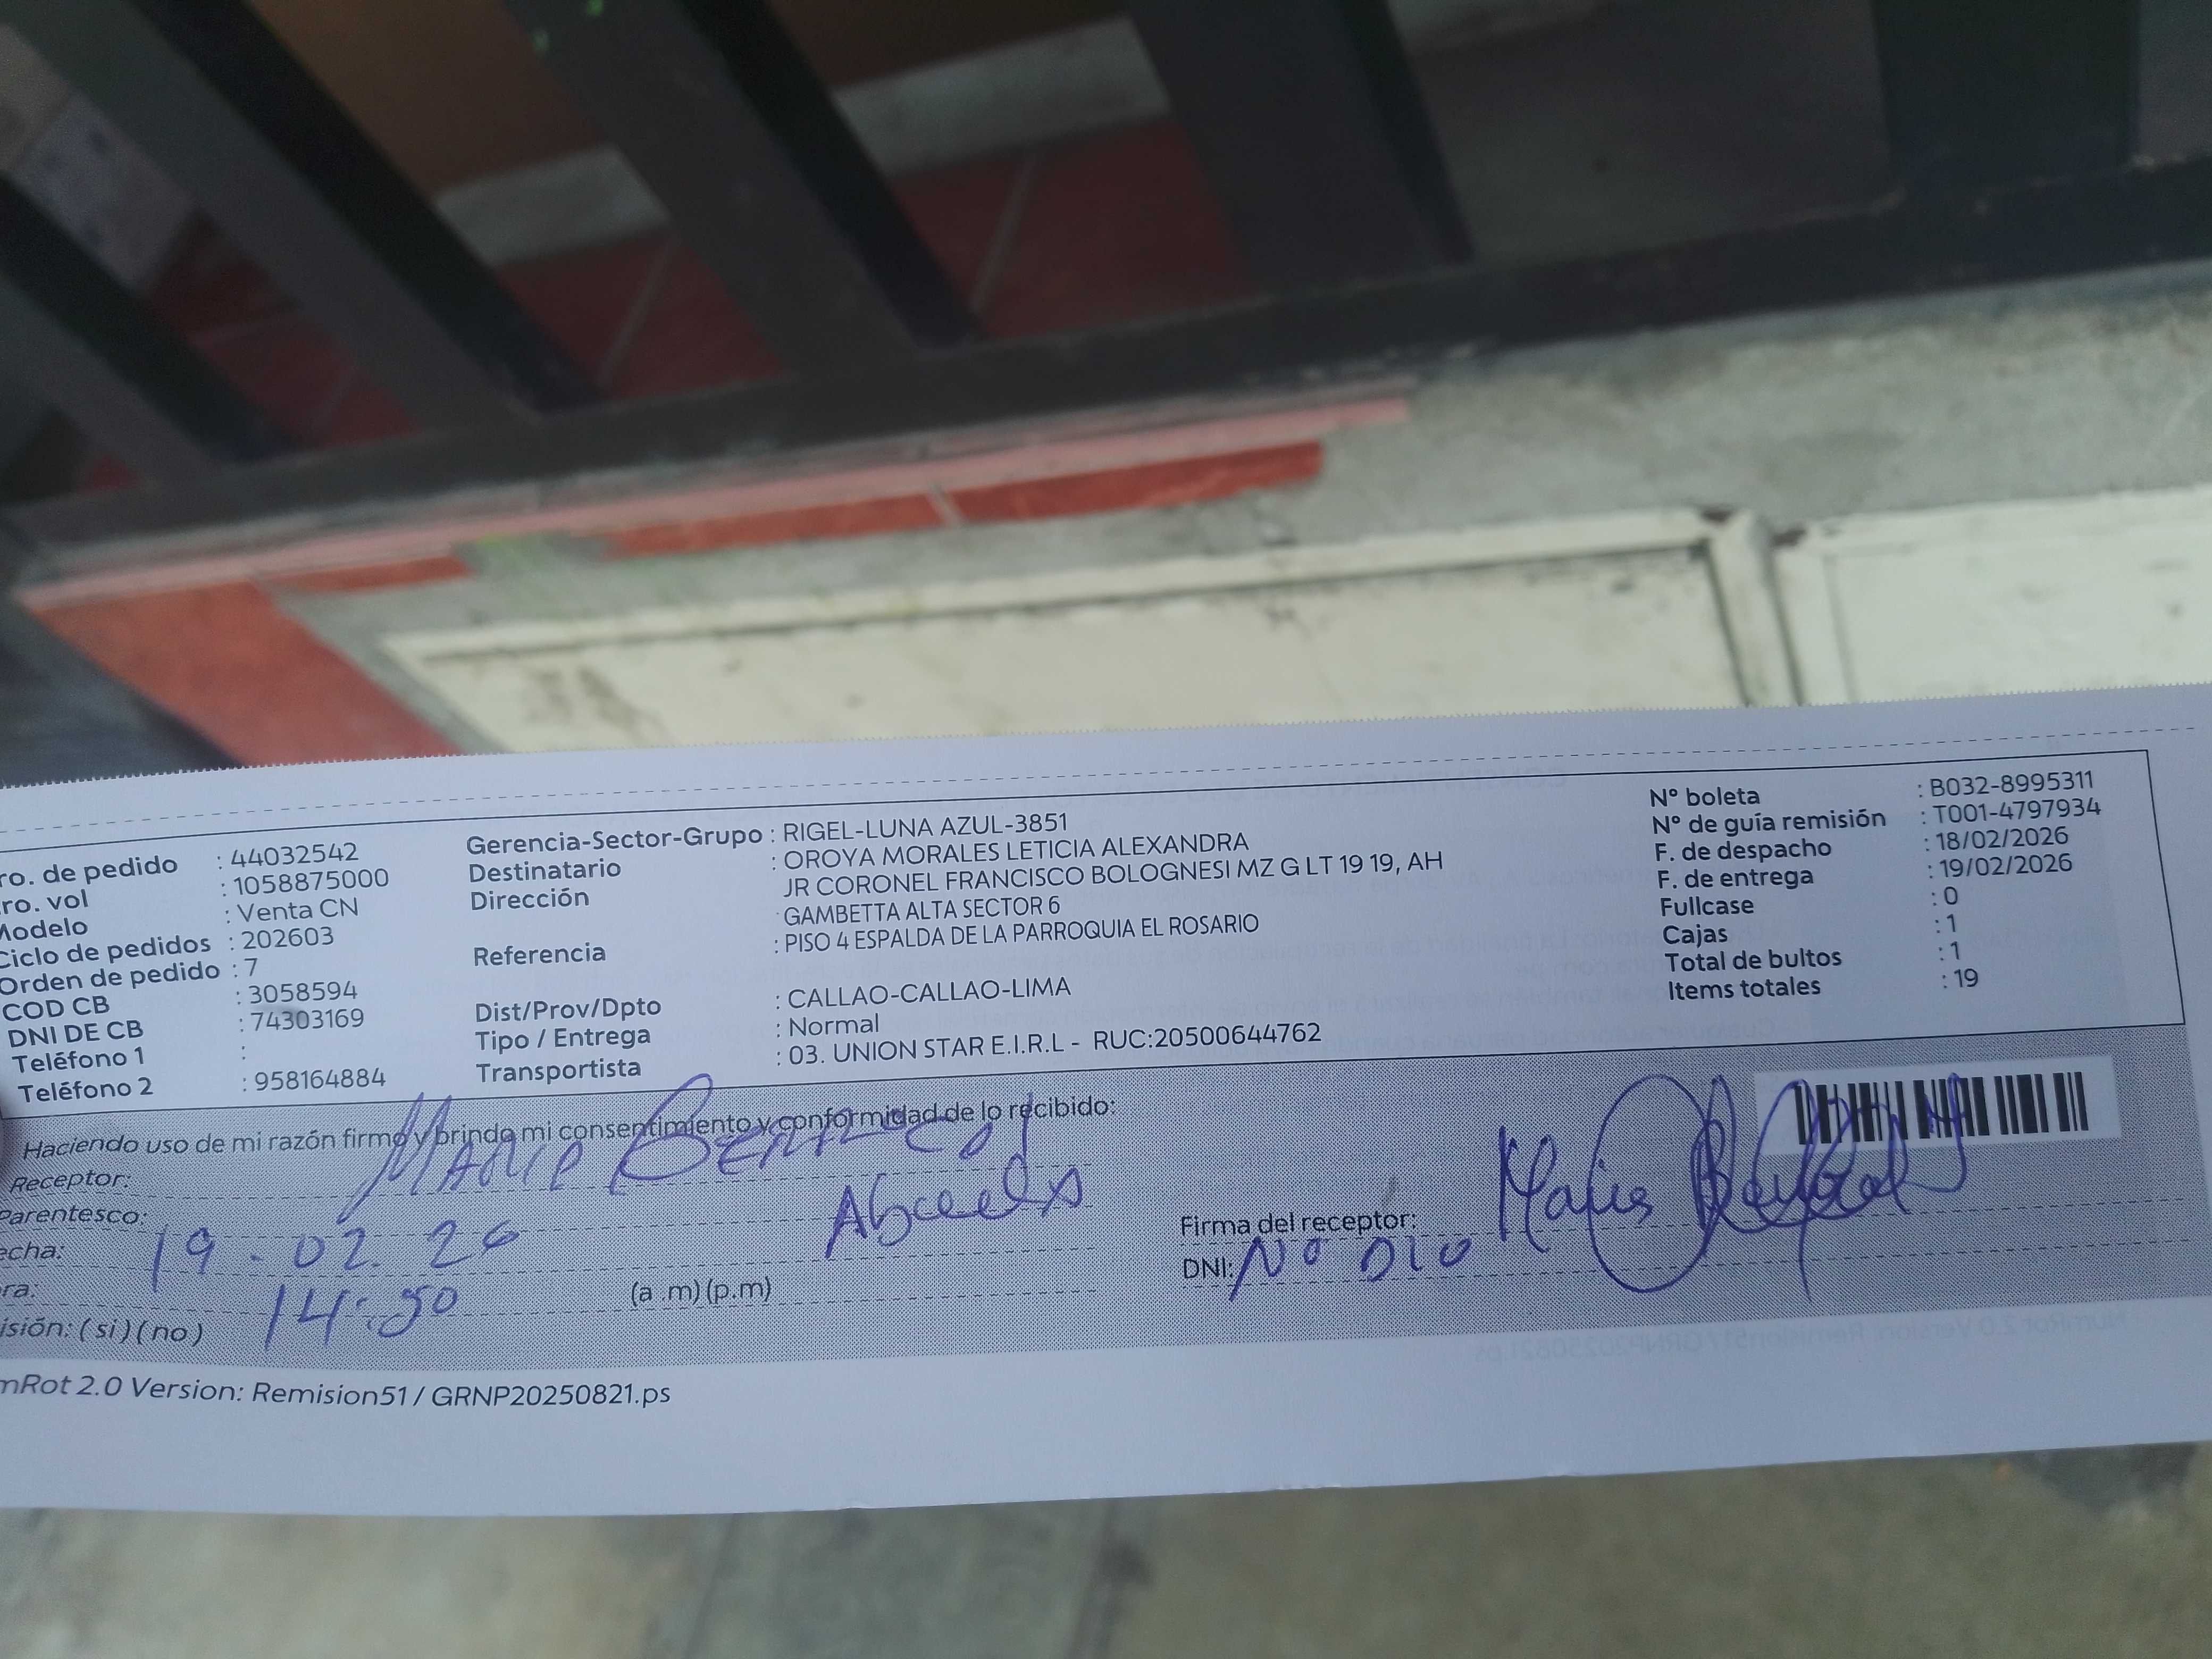 ro. de pedido : 44032542
ro. vol : 1058875000
Modelo : Venta CN
Ciclo de pedidos : 202603
Orden de pedido : 7
COD CB : 3058594
DNI DE CB : 74303169
Teléfono 1 :
Teléfono 2 : 958164884
Gerencia-Sector-Grupo : RIGEL-LUNA AZUL-3851
Destinatario : OROYA MORALES LETICIA ALEXANDRA
Dirección JR CORONEL FRANCISCO BOLOGNESI MZ G LT 19 19, AH
GAMBETTA ALTA SECTOR 6
Referencia : PISO 4 ESPALDA DE LA PARROQUIA EL ROSARIO
Dist/Prov/Dpto : CALLAO-CALLAO-LIMA
Tipo / Entrega : Normal
Transportista : 03. UNION STAR E.I.R.L - RUC:20500644762
N° boleta : B032-8995311
N° de guía remisión : T001-4797934
F. de despacho : 18/02/2026
F. de entrega : 19/02/2026
Fullcase : 0
Cajas : 1
Total de bultos : 1
Items totales : 19
Haciendo uso de mi razón firmo y brindo mi consentimiento y conformidad de lo recibido:
Receptor:
Parentesco:
echa: 19-02.26
ra: 14:50 (a .m) (p.m)
isión: (si) (no)
Firma del receptor:
DNI: No DIO
mRot 2.0 Version: Remision51 / GRNP20250821.ps